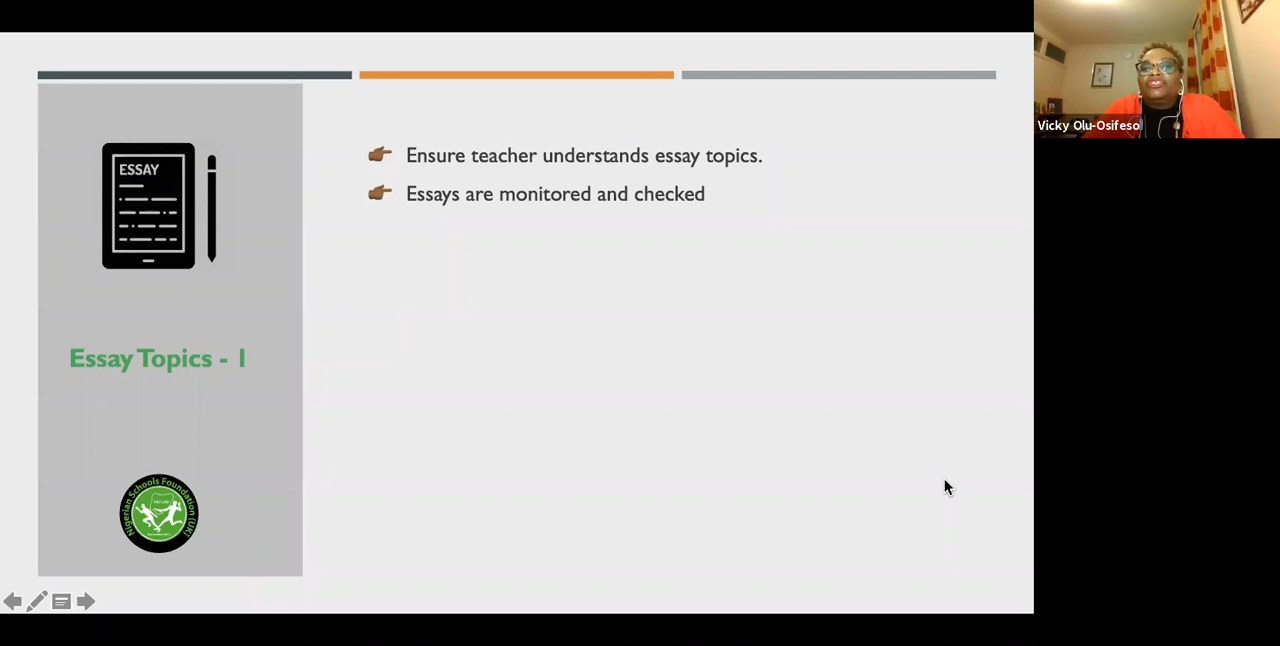 ESSAY
Essay Topics - 1
Nigerian Schools Foundation (UK)
Ensure teacher understands essay topics.
Essays are monitored and checked
Vicky Olu-Osifeso